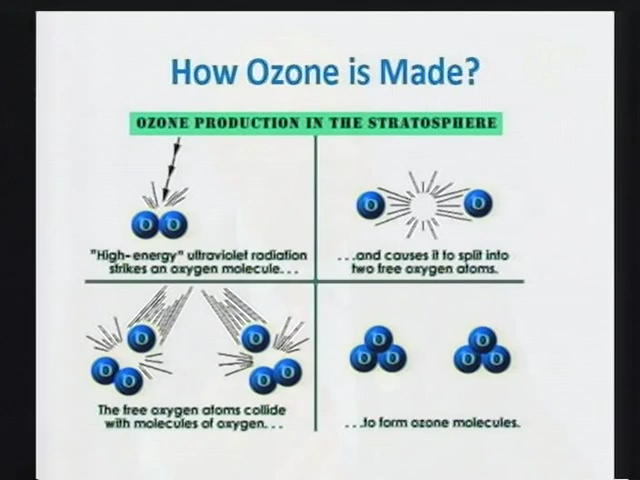 How Ozone is Made?
OZONE PRODUCTION IN THE STRATOSPHERE
O O
O O
"High-energy" ultraviolet radiation
strikes an oxygen molecule...
...and causes it to split into
two free oxygen atoms.
O O
O O O O
O O
O O O O
The free oxygen atoms collide
with molecules of oxygen...
...to form ozone molecules.